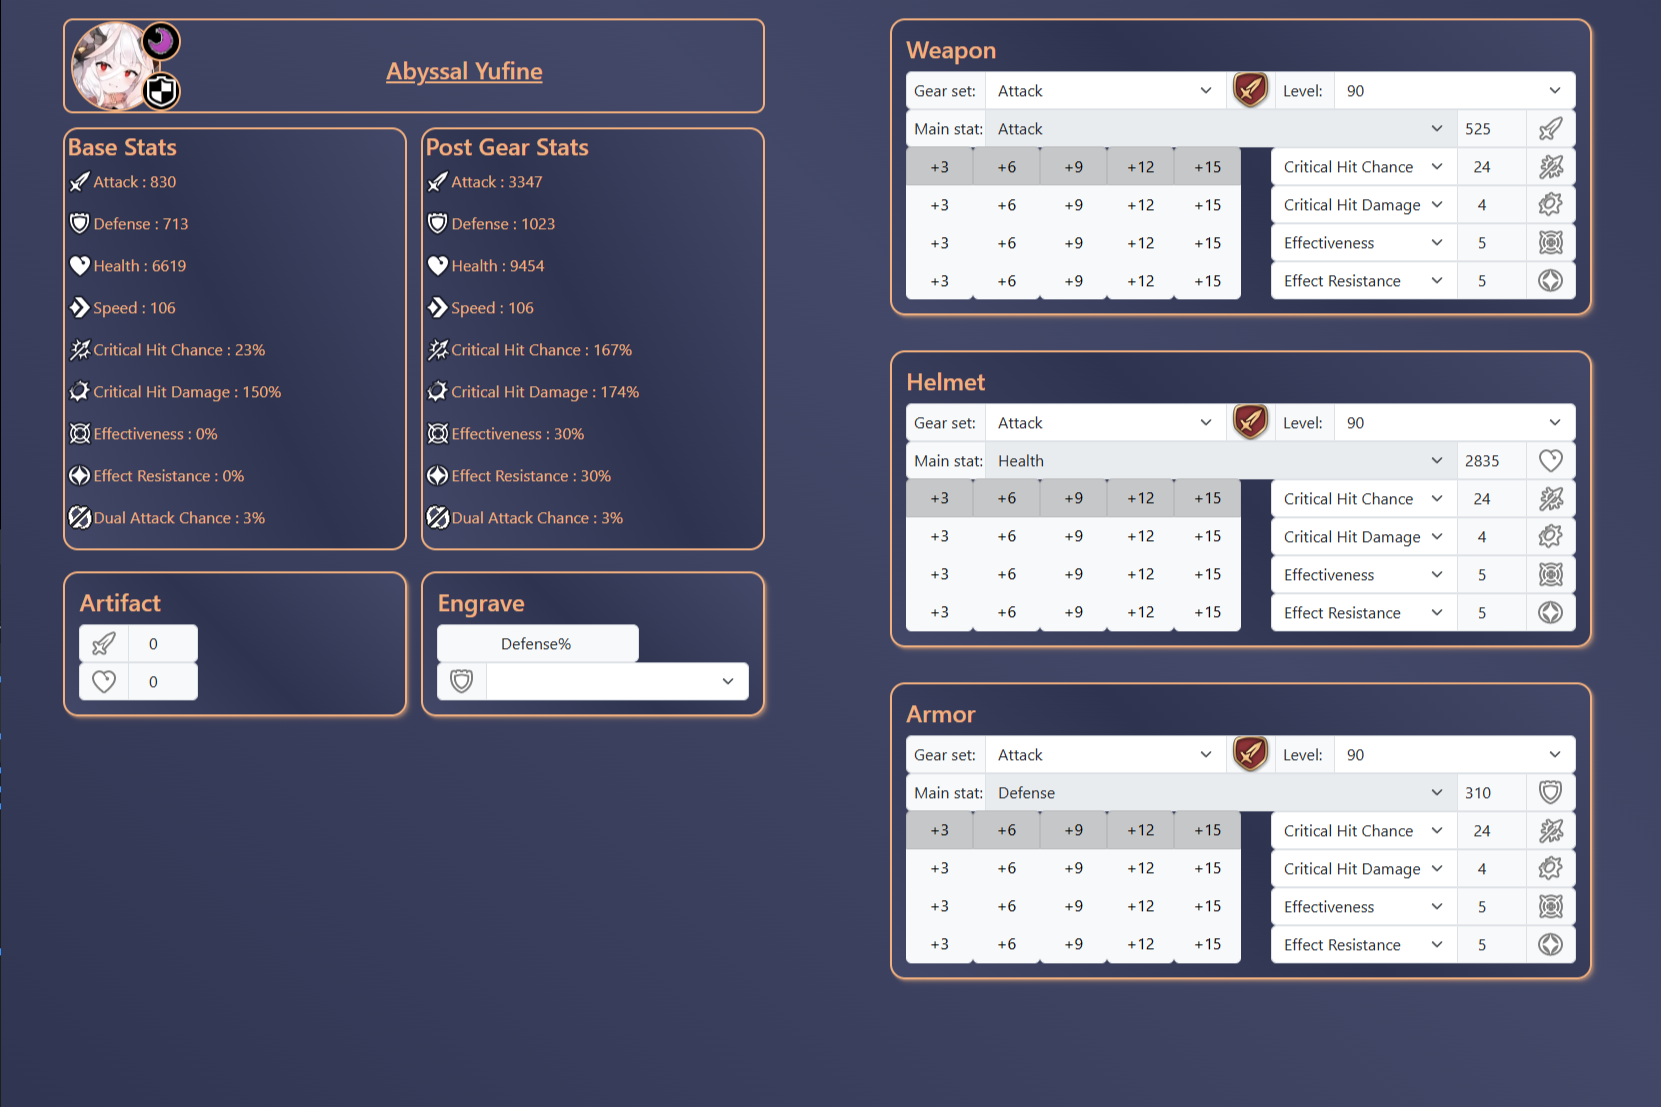 Abyssal Yufine
Base Stats
Attack : 830
Defense : 713
Health : 6619
Speed : 106
Critical Hit Chance : 23%
Critical Hit Damage : 150%
Effectiveness : 0%
Effect Resistance : 0%
Dual Attack Chance : 3%
Post Gear Stats
Attack : 3347
Defense : 1023
Health : 9454
Speed : 106
Critical Hit Chance : 167%
Critical Hit Damage : 174%
Effectiveness : 30%
Effect Resistance : 30%
Dual Attack Chance : 3%
Artifact
0
0
Engrave
Defense%
Weapon
Gear set: Attack Level: 90
Main stat: Attack 525
+3 +6 +9 +12 +15 Critical Hit Chance 24
+3 +6 +9 +12 +15 Critical Hit Damage 4
+3 +6 +9 +12 +15 Effectiveness 5
+3 +6 +9 +12 +15 Effect Resistance 5
Helmet
Gear set: Attack Level: 90
Main stat: Health 2835
+3 +6 +9 +12 +15 Critical Hit Chance 24
+3 +6 +9 +12 +15 Critical Hit Damage 4
+3 +6 +9 +12 +15 Effectiveness 5
+3 +6 +9 +12 +15 Effect Resistance 5
Armor
Gear set: Attack Level: 90
Main stat: Defense 310
+3 +6 +9 +12 +15 Critical Hit Chance 24
+3 +6 +9 +12 +15 Critical Hit Damage 4
+3 +6 +9 +12 +15 Effectiveness 5
+3 +6 +9 +12 +15 Effect Resistance 5